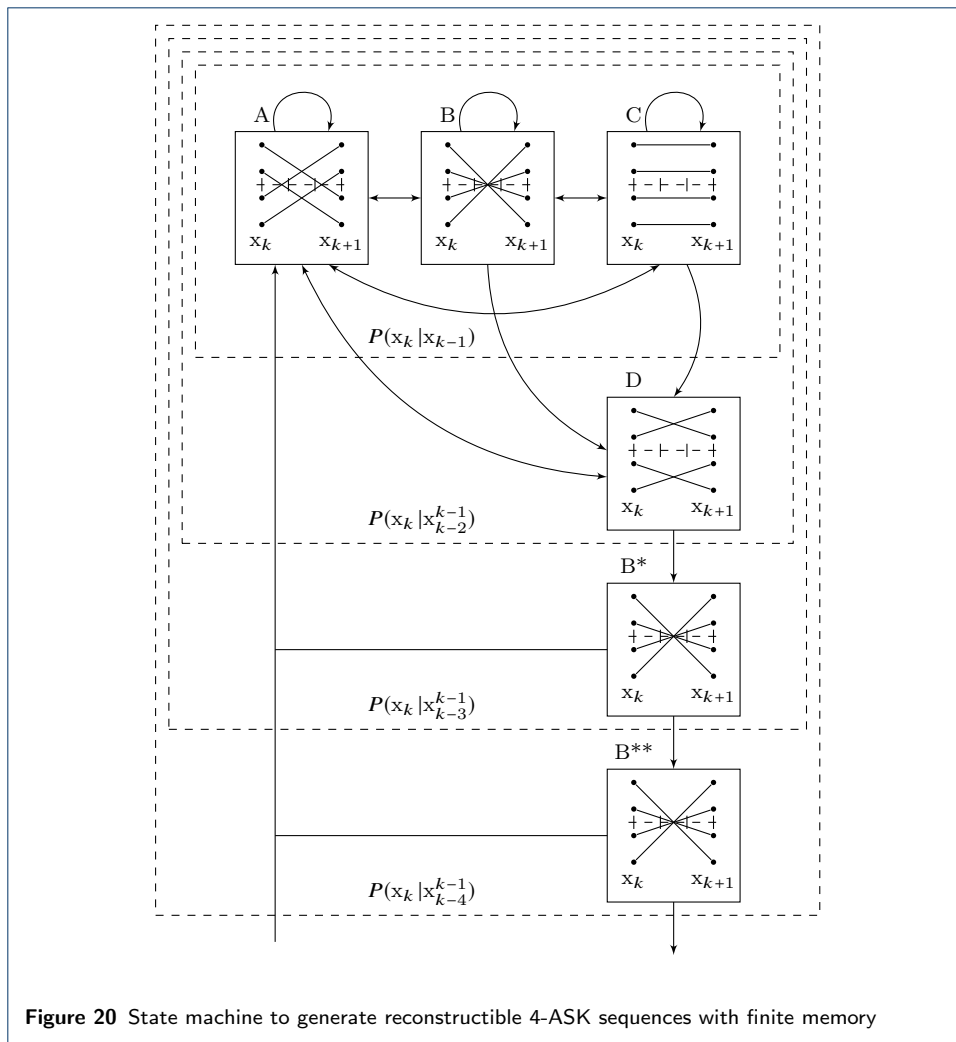 A B C
x_k x_{k+1} x_k x_{k+1} x_k x_{k+1}
P(x_k|x_{k-1})
D
x_k x_{k+1}
P(x_k|x_{k-2}^{k-1})
B*
x_k x_{k+1}
P(x_k|x_{k-3}^{k-1})
B**
x_k x_{k+1}
P(x_k|x_{k-4}^{k-1})
Figure 20 State machine to generate reconstructible 4-ASK sequences with finite memory